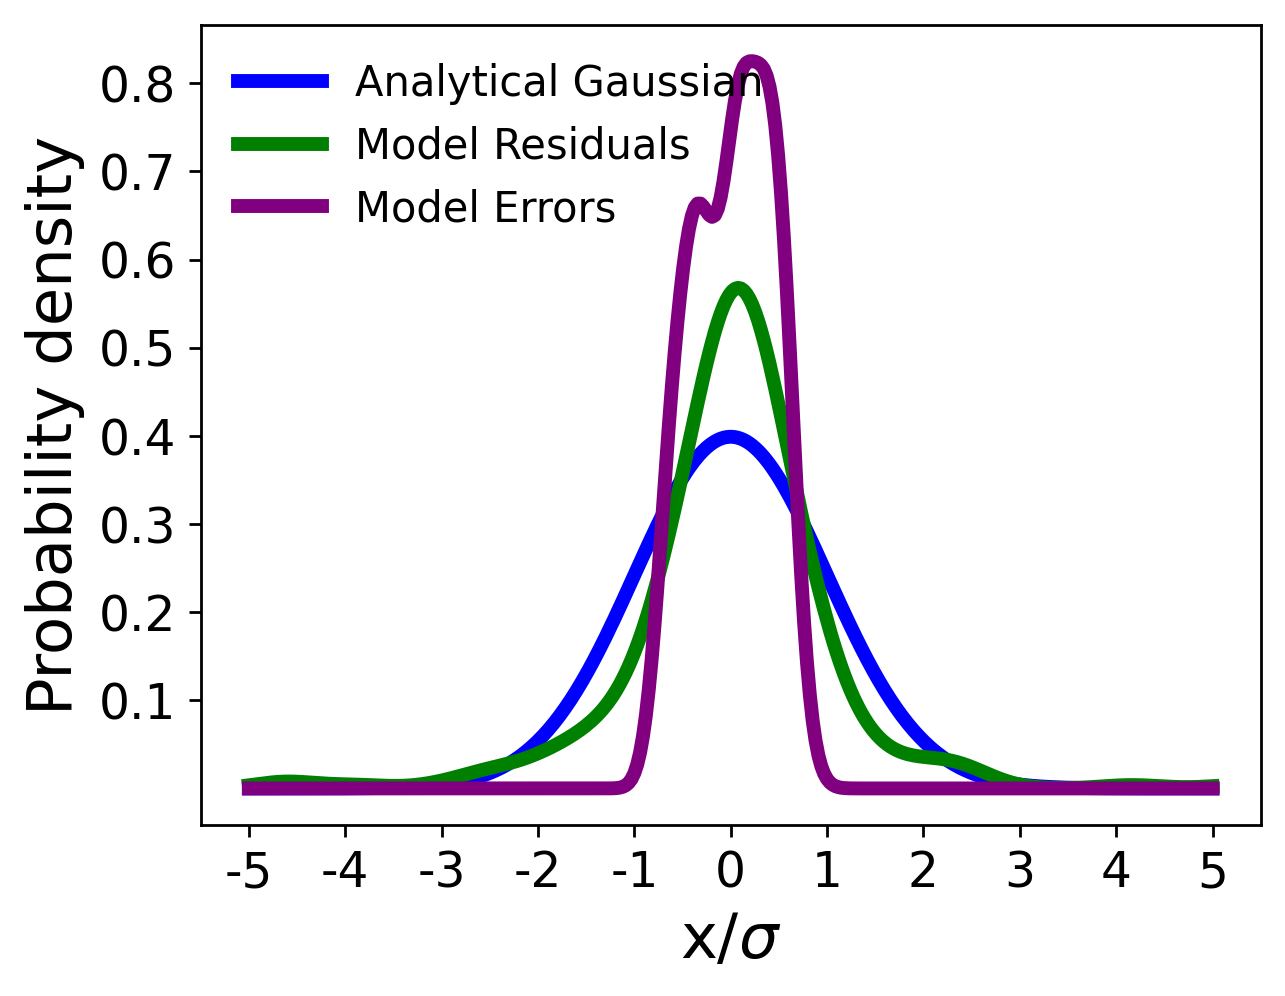 Analytical Gaussian
Model Residuals
Model Errors
Probability density
0.8
0.7
0.6
0.5
0.4
0.3
0.2
0.1
-5 -4 -3 -2 -1 0 1 2 3 4 5
x/σ